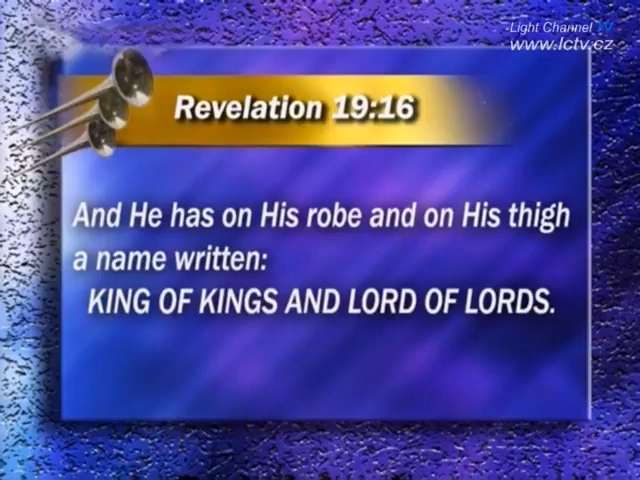 -Light Channel TV
www.lctv.cz
Revelation 19:16
And He has on His robe and on His thigh
a name written:
KING OF KINGS AND LORD OF LORDS.